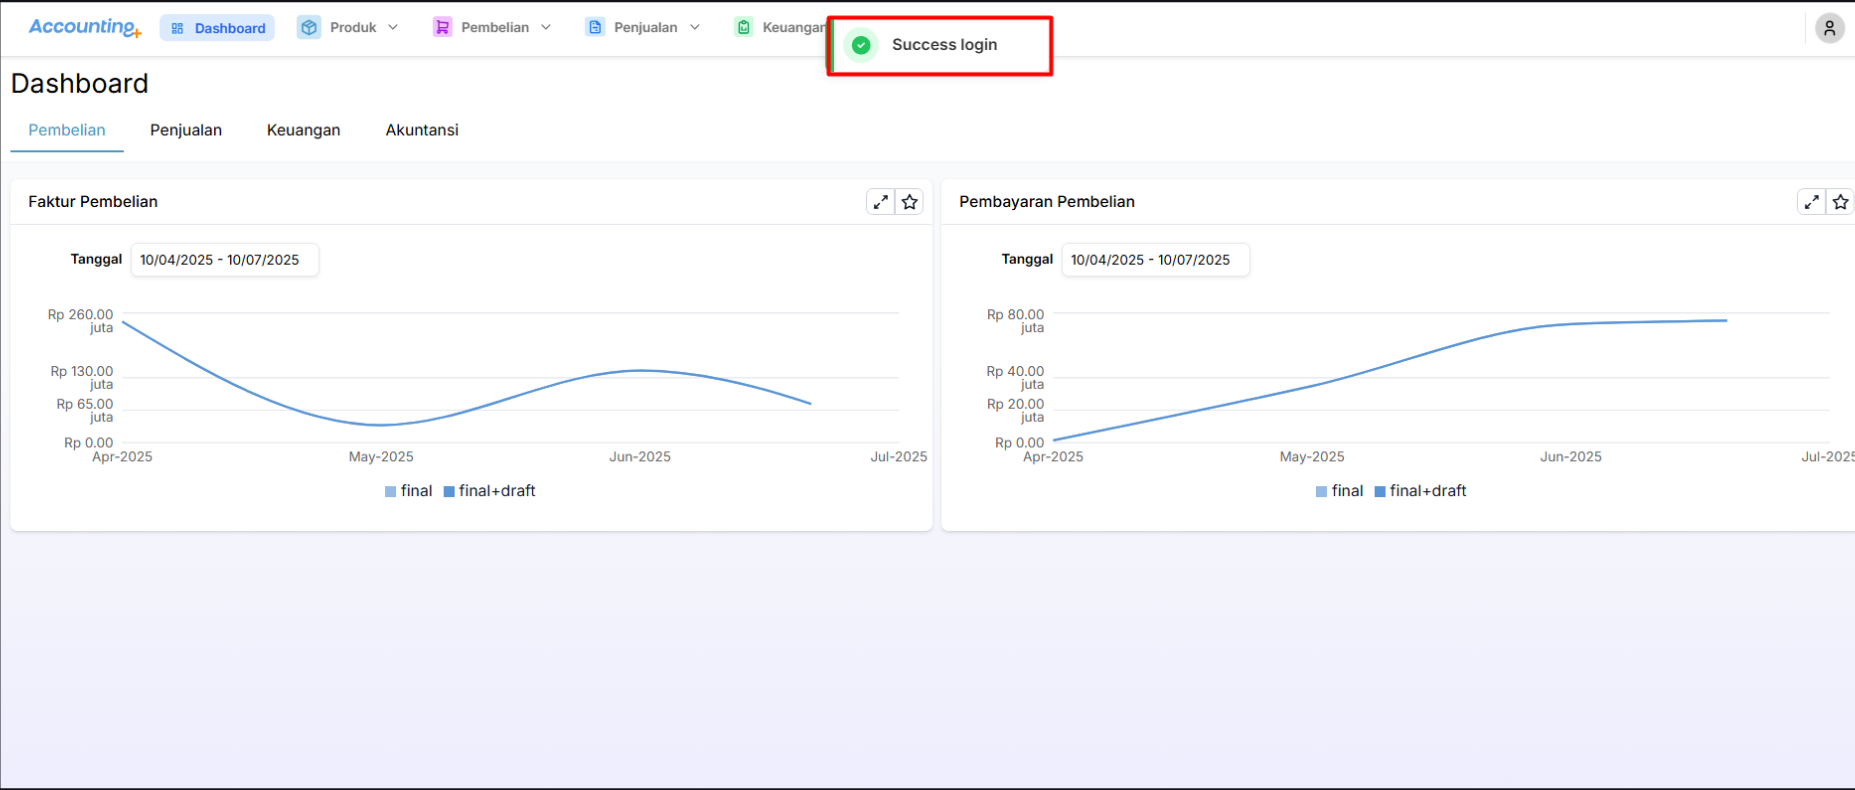 Accounting+ Dashboard Produk Pembelian Penjualan Keuangan
Success login
Dashboard
Pembelian Penjualan Keuangan Akuntansi
Faktur Pembelian
Tanggal 10/04/2025 - 10/07/2025
Rp 260.00
juta
Rp 130.00
juta
Rp 65.00
juta
Rp 0.00
Apr-2025 May-2025 Jun-2025 Jul-2025
final final+draft
Pembayaran Pembelian
Tanggal 10/04/2025 - 10/07/2025
Rp 80.00
juta
Rp 40.00
juta
Rp 20.00
juta
Rp 0.00
Apr-2025 May-2025 Jun-2025 Jul-2025
final final+draft